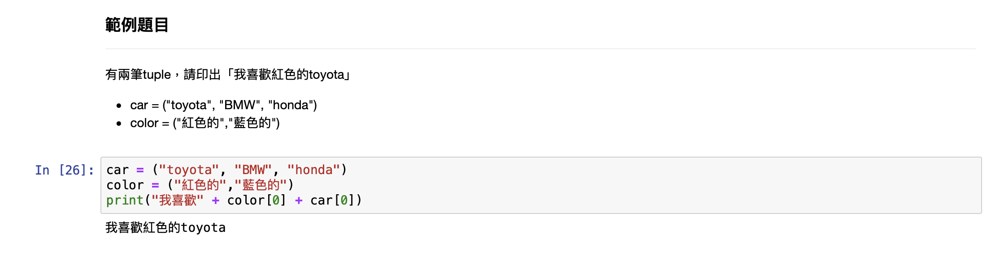 範例題目
有兩筆tuple，請印出「我喜歡紅色的toyota」
• car = ("toyota", "BMW", "honda")
• color = ("紅色的","藍色的")
In [26]: car = ("toyota", "BMW", "honda")
color = ("紅色的","藍色的")
print("我喜歡" + color[0] + car[0])
我喜歡紅色的toyota